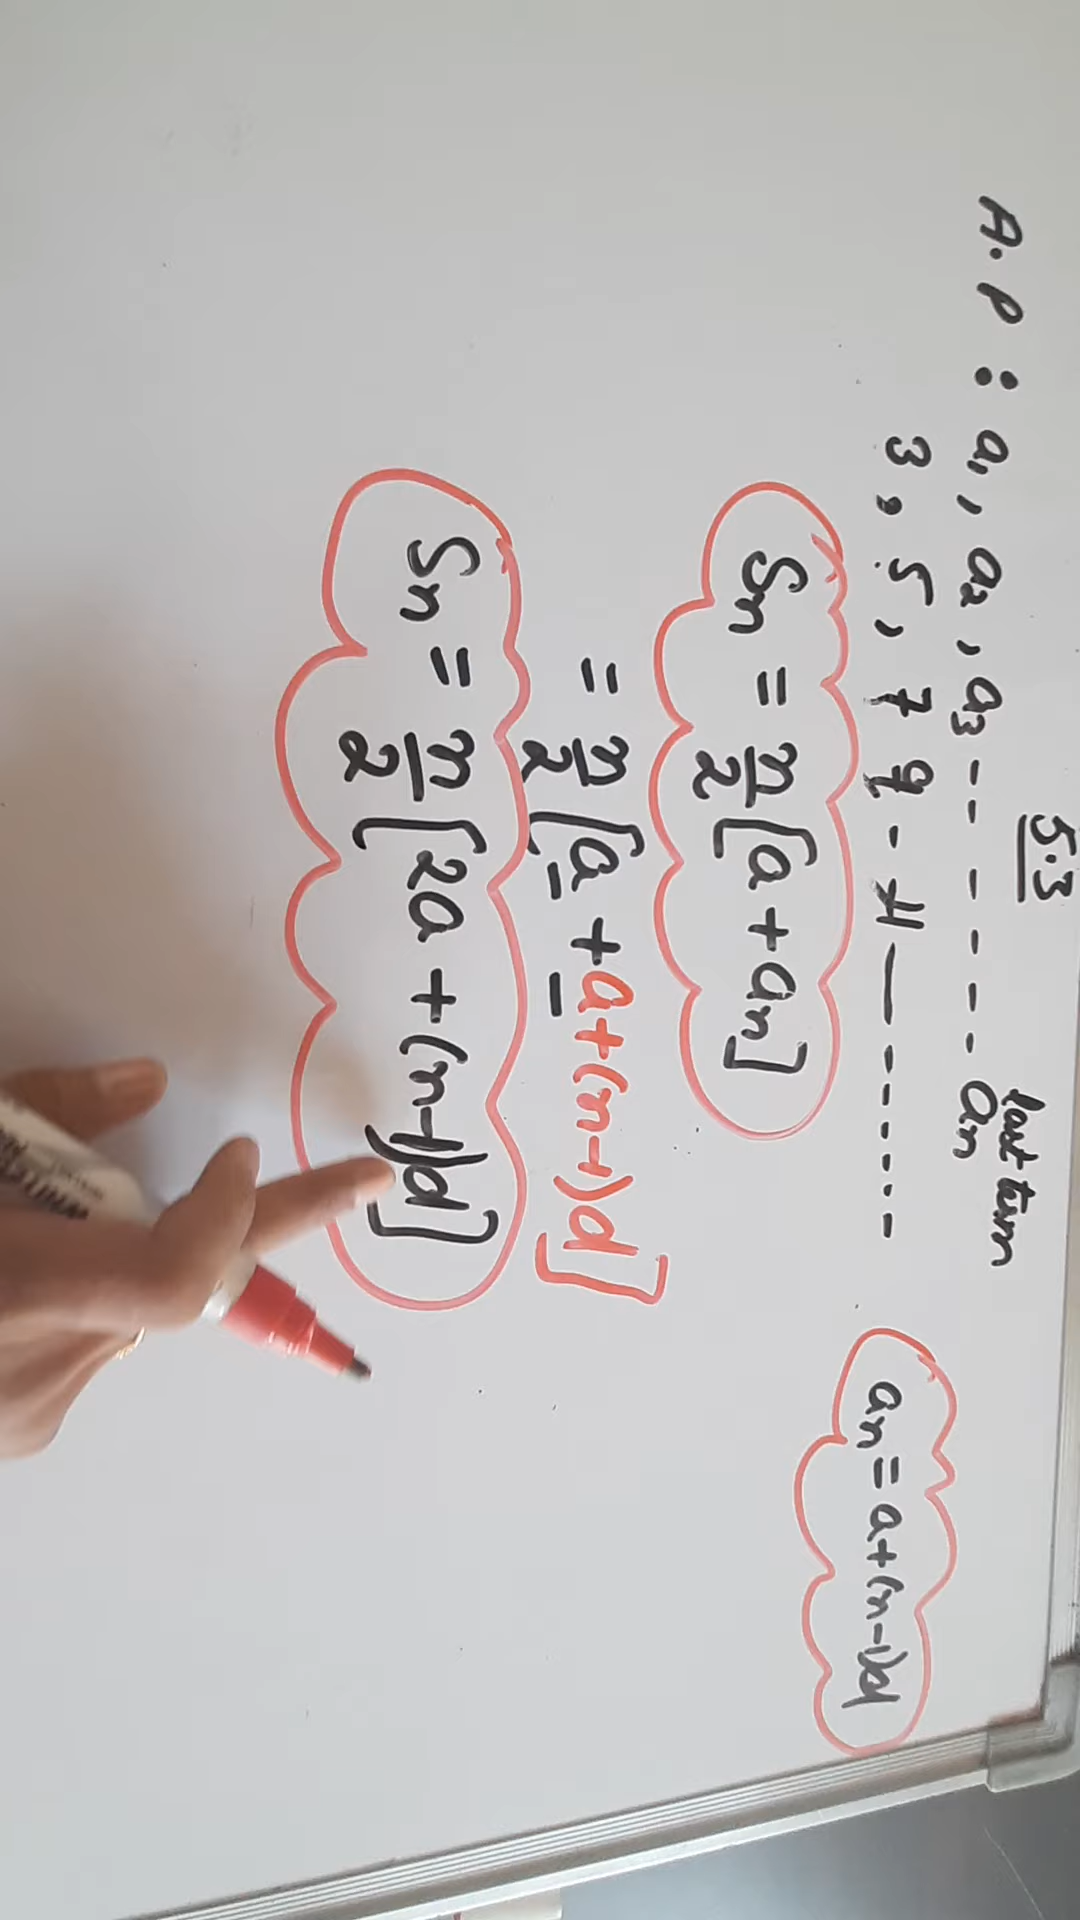 5.3
last term
A.P : a₁, a₂, a₃ - - - - - - - an
3, 5, 7 9 - 11 — - - - - - -
an = a+(n-1)d
Sn = n/2 [a + an]
= n/2 [a + a+(n-1)d]
Sn = n/2 [2a + (n-1)d]